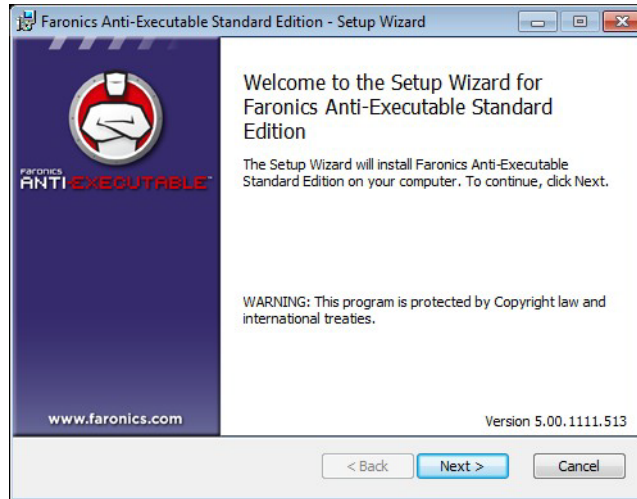 Faronics Anti-Executable Standard Edition - Setup Wizard
FARONICS
ANTI-EXECUTABLE™
Welcome to the Setup Wizard for
Faronics Anti-Executable Standard
Edition
The Setup Wizard will install Faronics Anti-Executable
Standard Edition on your computer. To continue, click Next.
WARNING: This program is protected by Copyright law and
international treaties.
www.faronics.com
Version 5.00.1111.513
< Back
Next >
Cancel